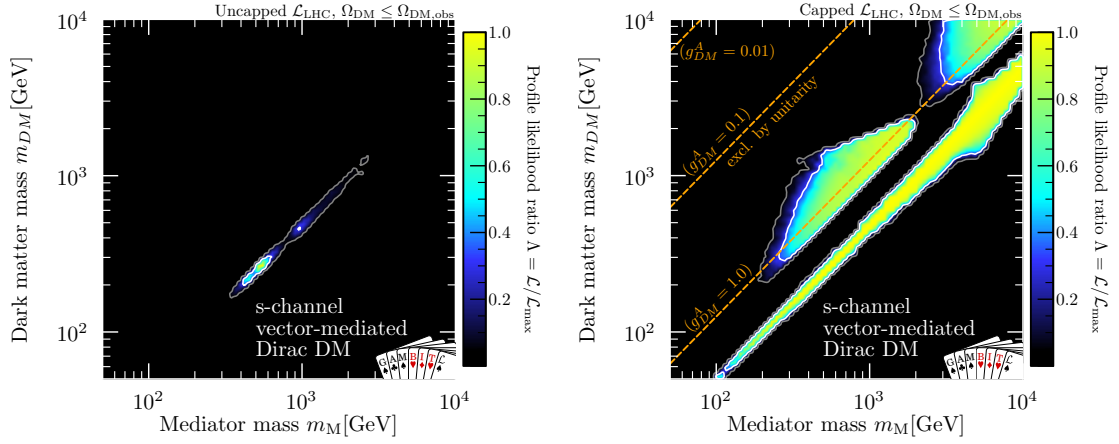 Uncapped ℒ_LHC, Ω_DM ≤ Ω_DM,obs
Dark matter mass m_DM [GeV]
10^4
10^3
10^2
s-channel
vector-mediated
Dirac DM
G A M B I T L
10^2 10^3 10^4
Mediator mass m_M [GeV]
1.0
0.8
0.6
0.4
0.2
Profile likelihood ratio Λ = ℒ/ℒ_max
Capped ℒ_LHC, Ω_DM ≤ Ω_DM,obs
Dark matter mass m_DM [GeV]
10^4
10^3
10^2
(g^A_DM = 0.01)
(g^A_DM = 0.1)
excl. by unitarity
(g^A_DM = 1.0)
s-channel
vector-mediated
Dirac DM
G A M B I T L
10^2 10^3 10^4
Mediator mass m_M [GeV]
1.0
0.8
0.6
0.4
0.2
Profile likelihood ratio Λ = ℒ/ℒ_max